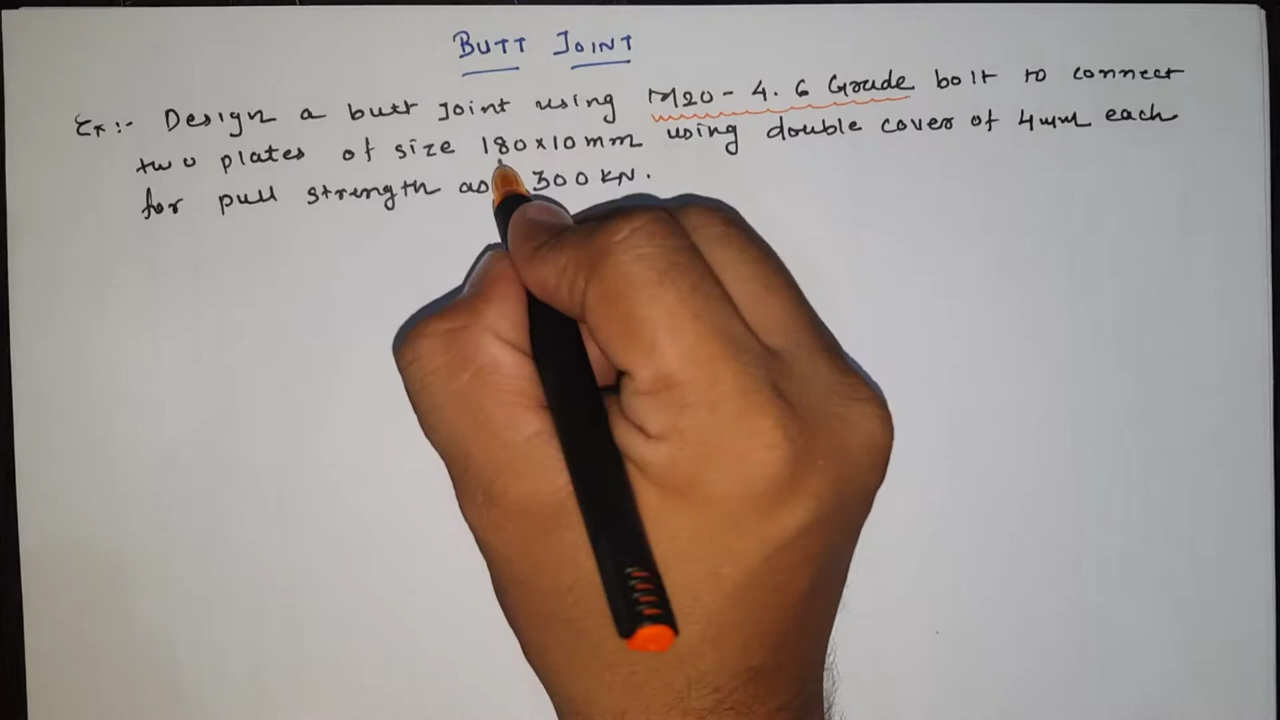 BUTT JOINT
Ex:- Design a butt Joint using M20 - 4.6 Grade bolt to connect
two plates of size 180x10mm using double cover of 4mm each
for pull strength as 300 KN.